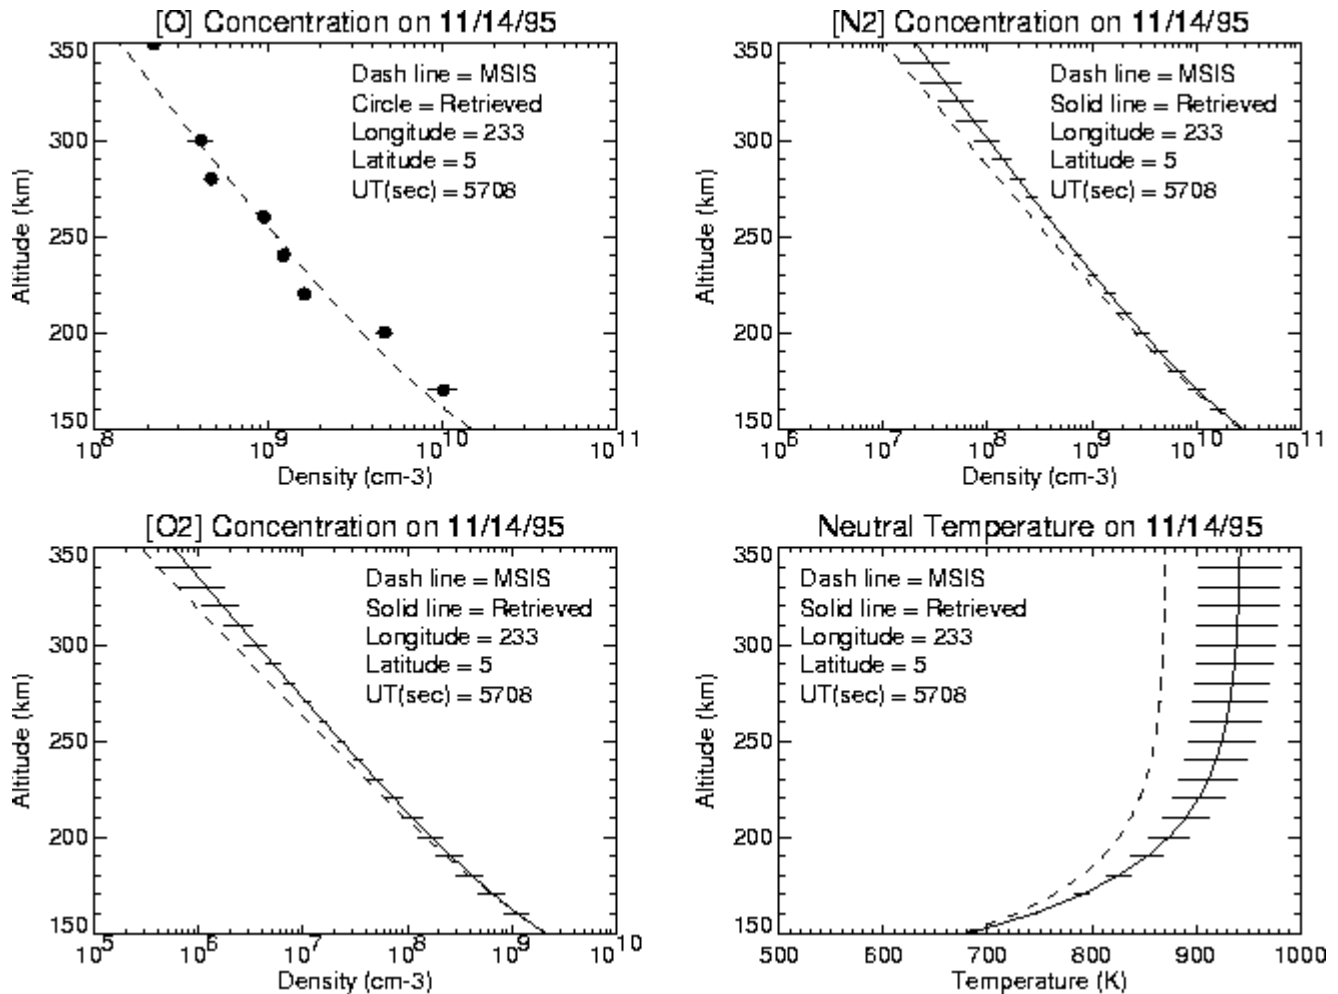 [O] Concentration on 11/14/95
350
300
250
200
150
Altitude (km)
Dash line = MSIS
Circle = Retrieved
Longitude = 233
Latitude = 5
UT(sec) = 5708
10^8
10^9
10^10
10^11
Density (cm-3)
[N2] Concentration on 11/14/95
350
300
250
200
150
Altitude (km)
Dash line = MSIS
Solid line = Retrieved
Longitude = 233
Latitude = 5
UT(sec) = 5708
10^6
10^7
10^8
10^9
10^10
10^11
Density (cm-3)
[O2] Concentration on 11/14/95
350
300
250
200
150
Altitude (km)
Dash line = MSIS
Solid line = Retrieved
Longitude = 233
Latitude = 5
UT(sec) = 5708
10^5
10^6
10^7
10^8
10^9
10^10
Density (cm-3)
Neutral Temperature on 11/14/95
350
300
250
200
150
Altitude (km)
Dash line = MSIS
Solid line = Retrieved
Longitude = 233
Latitude = 5
UT(sec) = 5708
500
600
700
800
900
1000
Temperature (K)